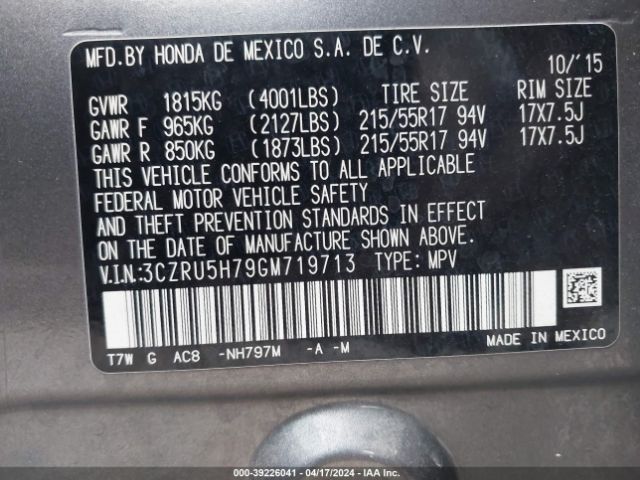 MFD.BY HONDA DE MEXICO S.A. DE C.V.
10/'15
GVWR 1815KG (4001LBS) TIRE SIZE RIM SIZE
GAWR F 965KG (2127LBS) 215/55R17 94V 17X7.5J
GAWR R 850KG (1873LBS) 215/55R17 94V 17X7.5J
THIS VEHICLE CONFORMS TO ALL APPLICABLE
FEDERAL MOTOR VEHICLE SAFETY
AND THEFT PREVENTION STANDARDS IN EFFECT
ON THE DATE OF MANUFACTURE SHOWN ABOVE.
V.I.N:3CZRU5H79GM719713 TYPE: MPV
T7W G AC8 -NH797M -A -M
MADE IN MEXICO
000-39226041 - 04/17/2024 - IAA Inc.